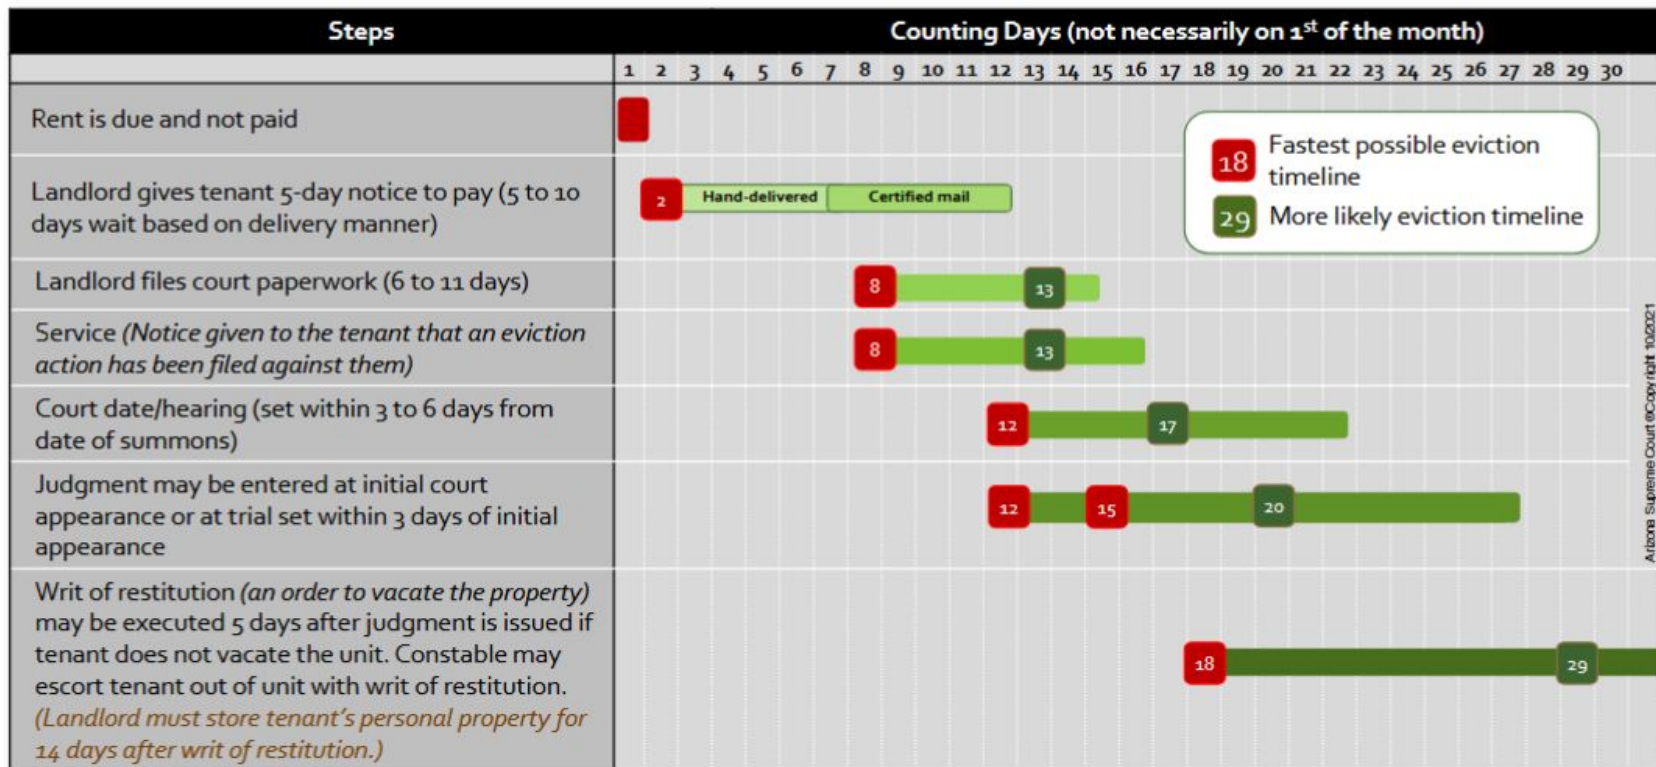 Steps
Counting Days (not necessarily on 1st of the month)
1 2 3 4 5 6 7 8 9 10 11 12 13 14 15 16 17 18 19 20 21 22 23 24 25 26 27 28 29 30
Rent is due and not paid
18 Fastest possible eviction
timeline
29 More likely eviction timeline
Landlord gives tenant 5-day notice to pay (5 to 10
days wait based on delivery manner)
2 Hand-delivered Certified mail
Landlord files court paperwork (6 to 11 days)
8 13
Service (Notice given to the tenant that an eviction
action has been filed against them)
8 13
Court date/hearing (set within 3 to 6 days from
date of summons)
12 17
Judgment may be entered at initial court
appearance or at trial set within 3 days of initial
appearance
12 15 20
Writ of restitution (an order to vacate the property)
may be executed 5 days after judgment is issued if
tenant does not vacate the unit. Constable may
escort tenant out of unit with writ of restitution.
(Landlord must store tenant's personal property for
14 days after writ of restitution.)
18 29
Arizona Supreme Court ©Copyright 10/2021